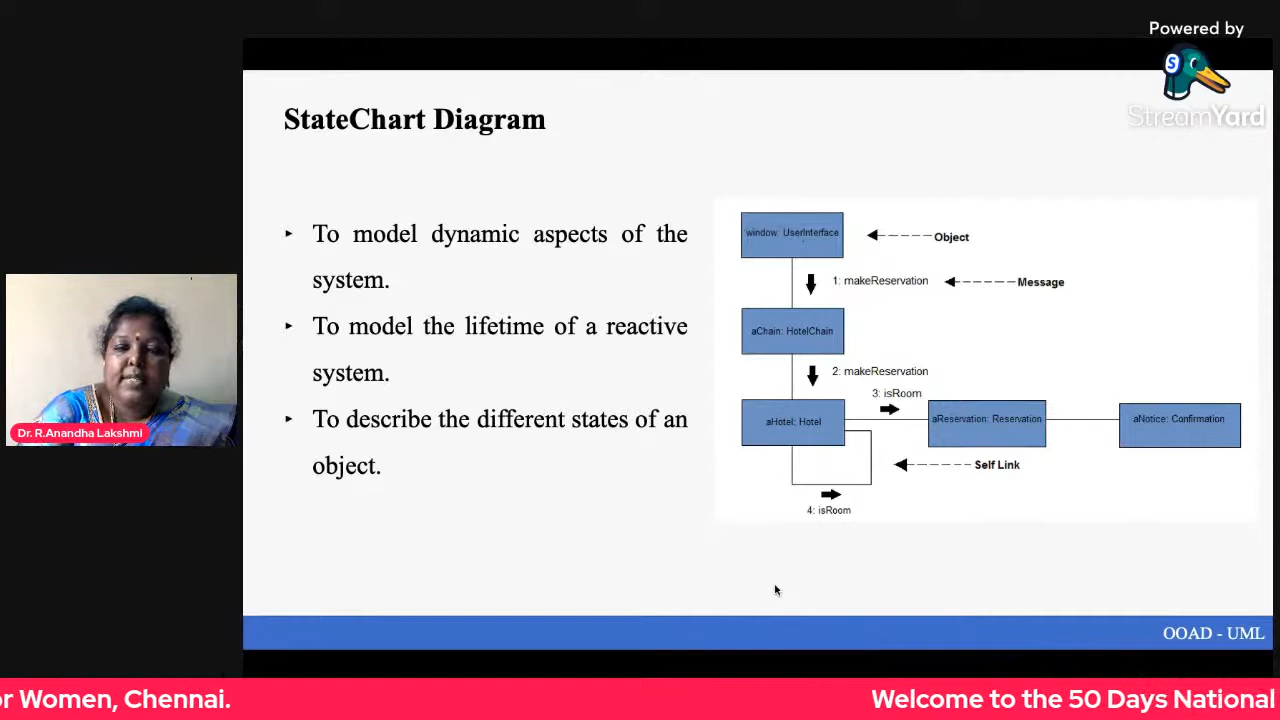 Powered by
S
StreamYard
StateChart Diagram
‣ To model dynamic aspects of the
system.
‣ To model the lifetime of a reactive
system.
‣ To describe the different states of an
object.
window: UserInterface
Object
1: makeReservation
Message
aChain: HotelChain
2: makeReservation
3: isRoom
aHotel: Hotel
aReservation: Reservation
aNotice: Confirmation
Self Link
4: isRoom
Dr. R.Anandha Lakshmi
OOAD - UML
or Women, Chennai.
Welcome to the 50 Days National